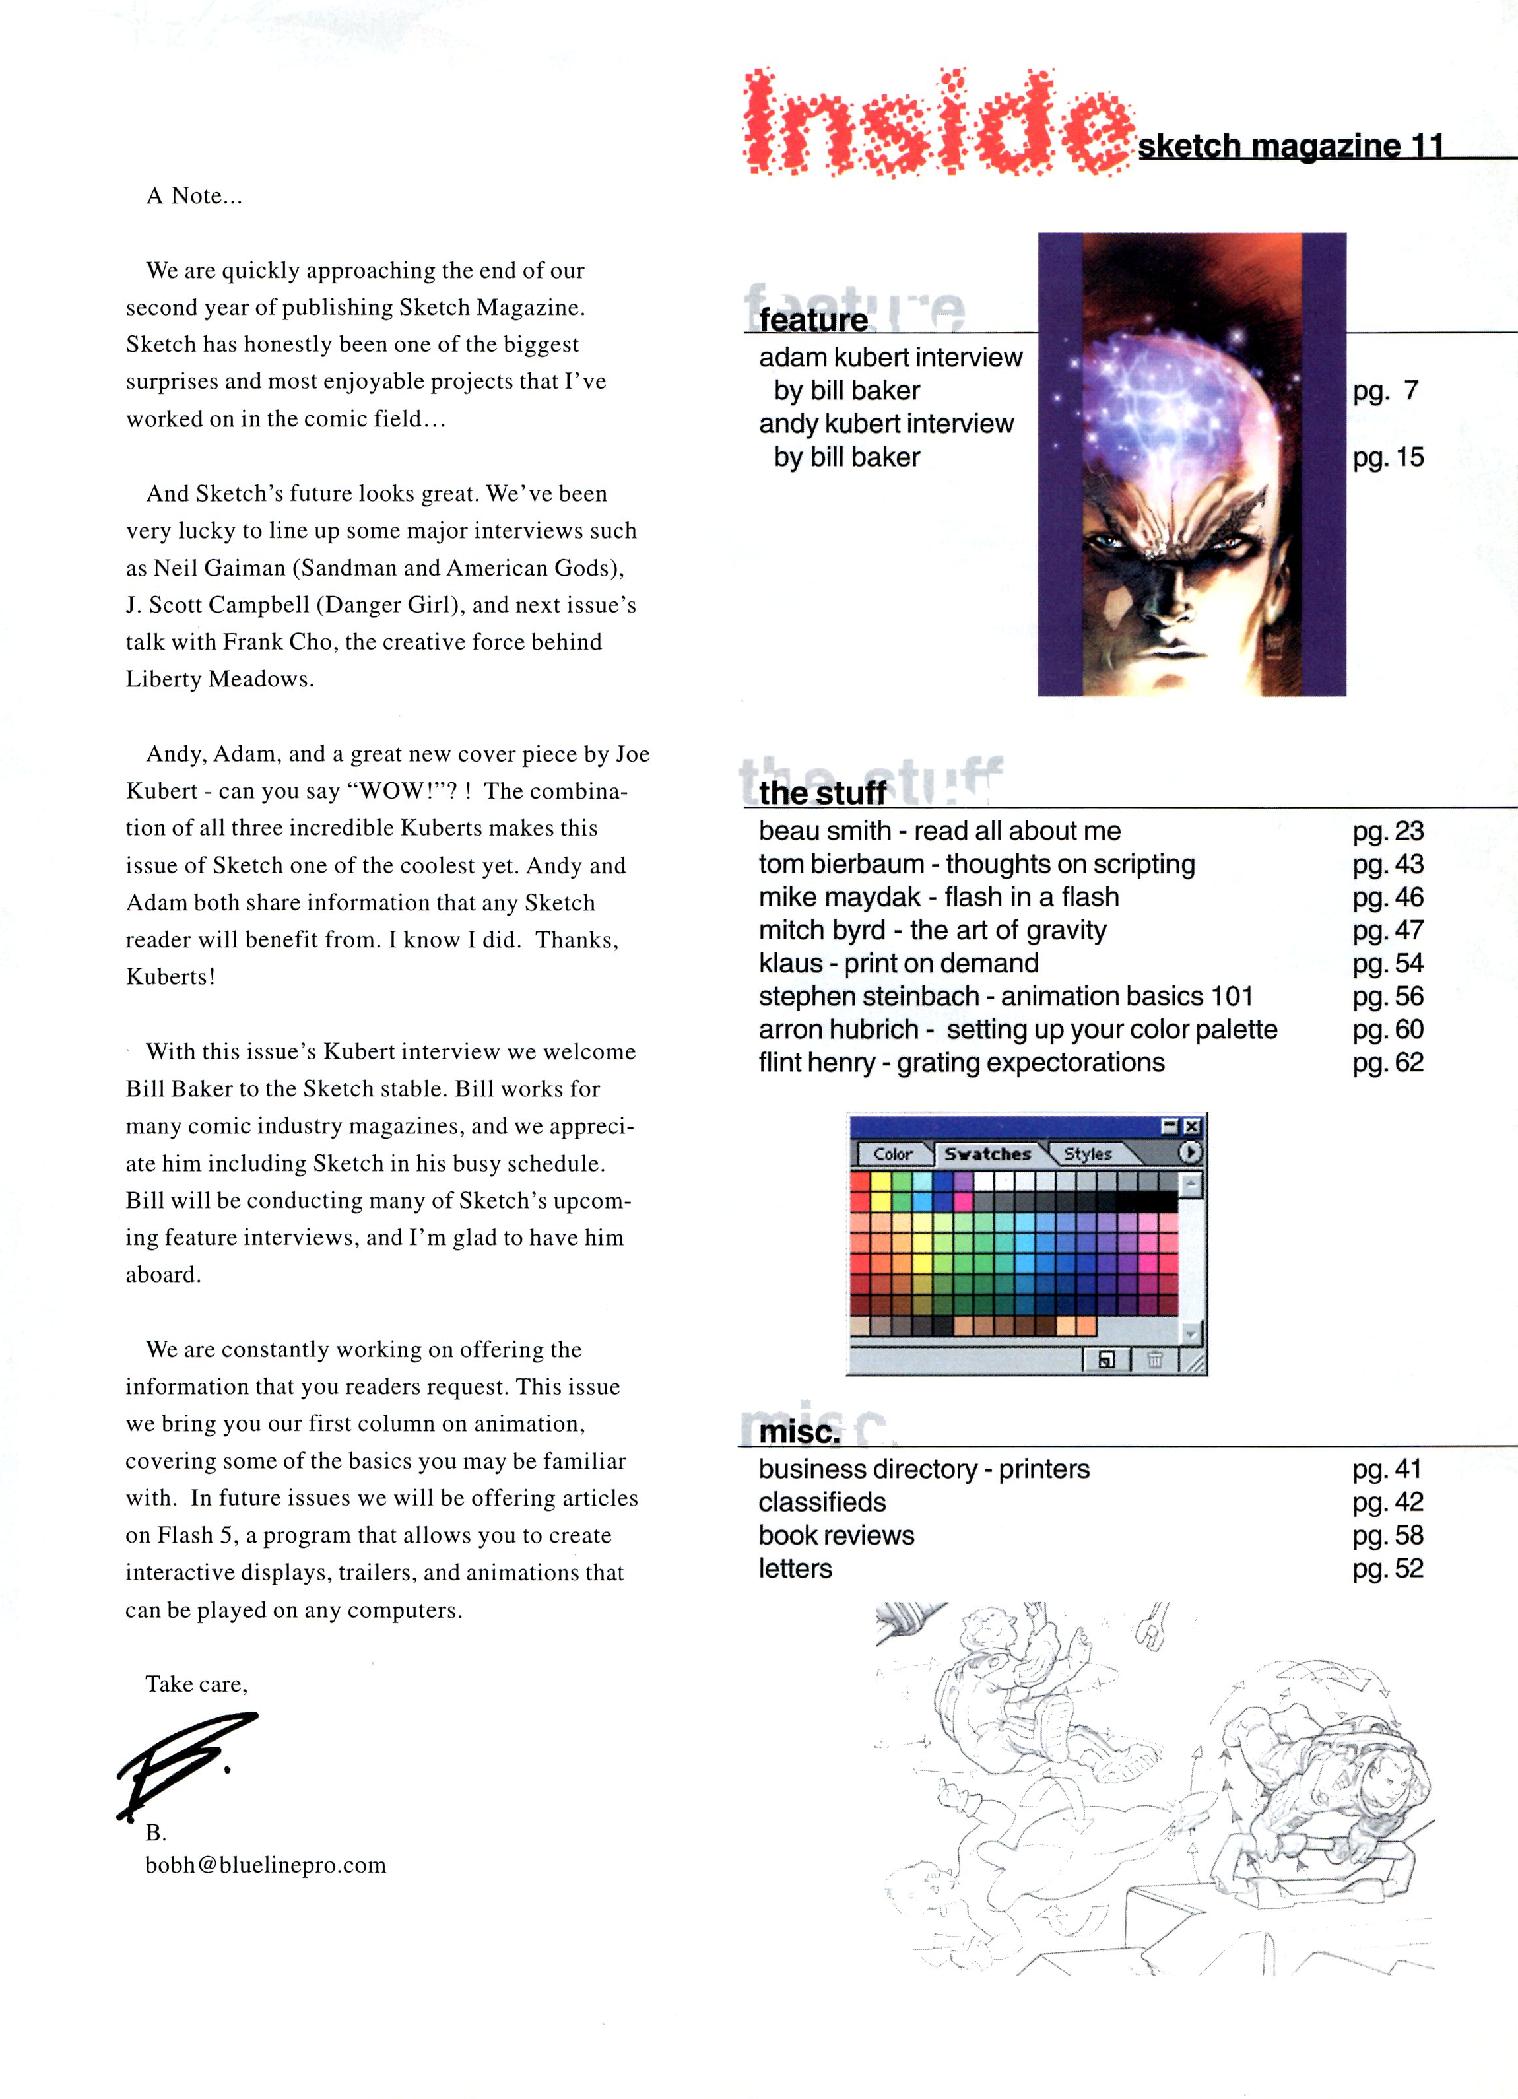 A Note...
We are quickly approaching the end of our
second year of publishing Sketch Magazine.
Sketch has honestly been one of the biggest
surprises and most enjoyable projects that I've
worked on in the comic field...
And Sketch's future looks great. We've been
very lucky to line up some major interviews such
as Neil Gaiman (Sandman and American Gods),
J. Scott Campbell (Danger Girl), and next issue's
talk with Frank Cho, the creative force behind
Liberty Meadows.
Andy, Adam, and a great new cover piece by Joe
Kubert - can you say “WOW!”? ! The combina-
tion of all three incredible Kuberts makes this
issue of Sketch one of the coolest yet. Andy and
Adam both share information that any Sketch
reader will benefit from. I know I did. Thanks,
Kuberts!
With this issue's Kubert interview we welcome
Bill Baker to the Sketch stable. Bill works for
many comic industry magazines, and we appreci-
ate him including Sketch in his busy schedule.
Bill will be conducting many of Sketch's upcom-
ing feature interviews, and I'm glad to have him
aboard.
We are constantly working on offering the
information that you readers request. This issue
we bring you our first column on animation,
covering some of the basics you may be familiar
with. In future issues we will be offering articles
on Flash 5, a program that allows you to create
interactive displays, trailers, and animations that
can be played on any computers.
Take care,
B.
B.
bobh@bluelinepro.com
Inside sketch magazine 11
feature
feature
adam kubert interview
by bill baker pg. 7
andy kubert interview
by bill baker pg. 15
the stuff
the stuff
beau smith - read all about me pg. 23
tom bierbaum - thoughts on scripting pg. 43
mike maydak - flash in a flash pg. 46
mitch byrd - the art of gravity pg. 47
klaus - print on demand pg. 54
stephen steinbach - animation basics 101 pg. 56
arron hubrich - setting up your color palette pg. 60
flint henry - grating expectorations pg. 62
Color Swatches Styles
misc.
misc.
business directory - printers pg. 41
classifieds pg. 42
book reviews pg. 58
letters pg. 52